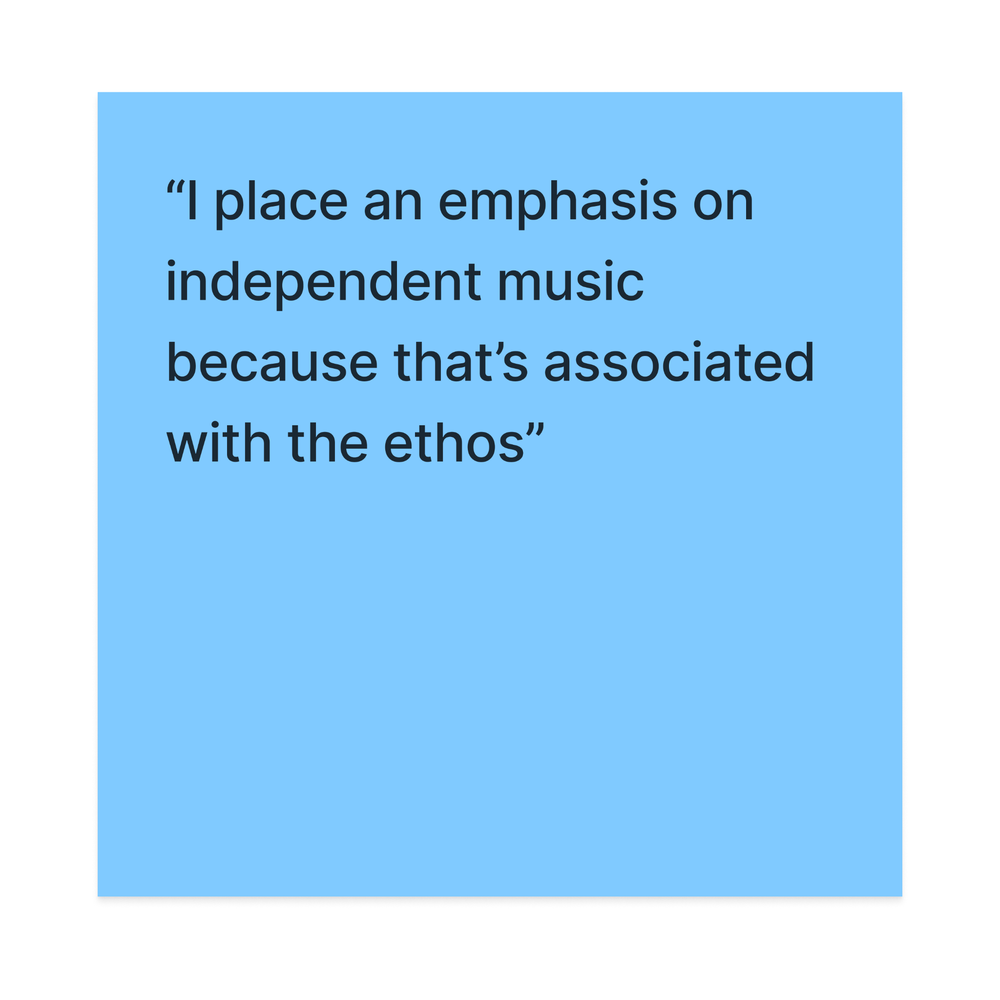 “I place an emphasis on
independent music
because that’s associated
with the ethos”